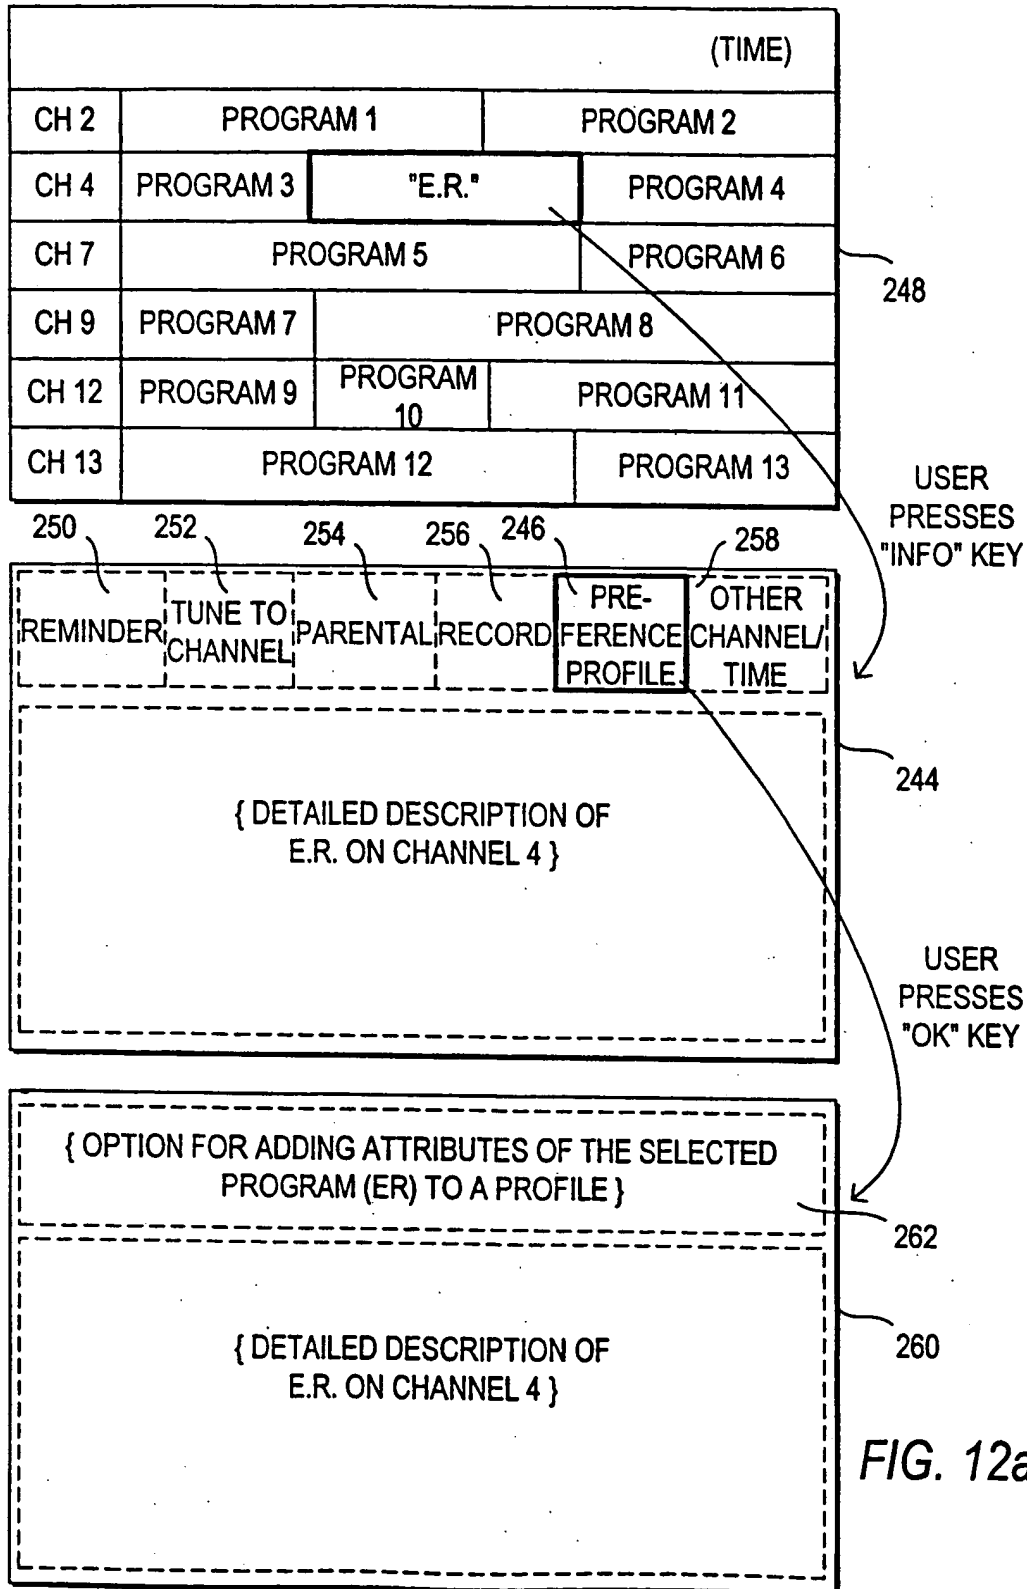 (TIME)
CH 2 PROGRAM 1 PROGRAM 2
CH 4 PROGRAM 3 "E.R." PROGRAM 4
CH 7 PROGRAM 5 PROGRAM 6
248
CH 9 PROGRAM 7 PROGRAM 8
CH 12 PROGRAM 9 PROGRAM 10 PROGRAM 11
CH 13 PROGRAM 12 PROGRAM 13
USER
PRESSES
"INFO" KEY
250 252 254 256 246 258
REMINDER
TUNE TO
CHANNEL
PARENTAL
RECORD
PRE-
FERENCE
PROFILE
OTHER
CHANNEL/
TIME
244
{ DETAILED DESCRIPTION OF
E.R. ON CHANNEL 4 }
USER
PRESSES
"OK" KEY
{ OPTION FOR ADDING ATTRIBUTES OF THE SELECTED
PROGRAM (ER) TO A PROFILE }
262
{ DETAILED DESCRIPTION OF
E.R. ON CHANNEL 4 }
260
FIG. 12a